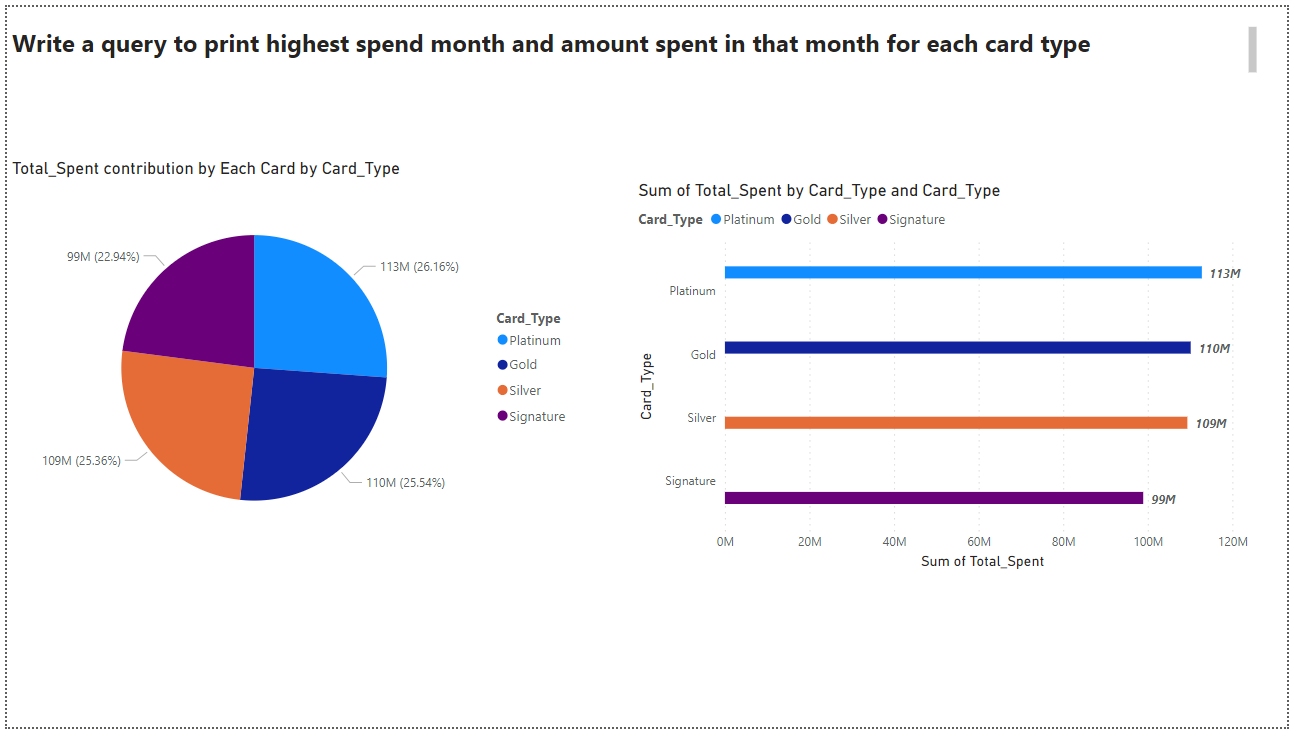 Write a query to print highest spend month and amount spent in that month for each card type
Total_Spent contribution by Each Card by Card_Type
99M (22.94%)
113M (26.16%)
109M (25.36%)
110M (25.54%)
Card_Type
Platinum
Gold
Silver
Signature
Sum of Total_Spent by Card_Type and Card_Type
Card_Type Platinum Gold Silver Signature
Card_Type
Platinum
113M
Gold
110M
Silver
109M
Signature
99M
0M 20M 40M 60M 80M 100M 120M
Sum of Total_Spent